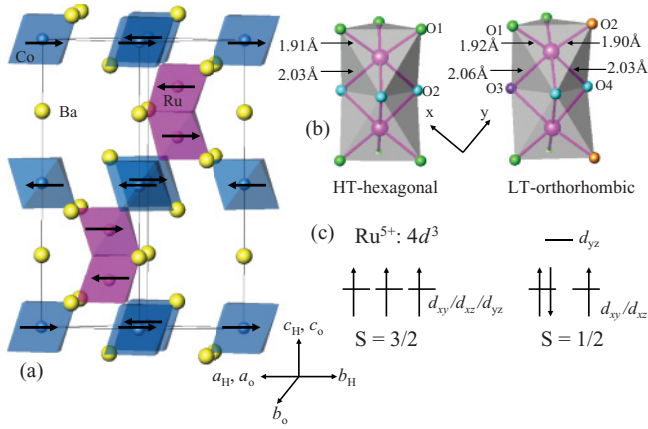 Co
Ru
Ba
(a)
c_H, c_o
a_H, a_o
b_H
b_o
O1
1.91Å
2.03Å
O2
(b)
x
HT-hexagonal
O1
O2
1.92Å
1.90Å
2.06Å
2.03Å
O3
O4
y
LT-orthorhombic
(c)
Ru⁵⁺: 4d³
d_xy/d_xz/d_yz
S = 3/2
d_yz
d_xy/d_xz
S = 1/2